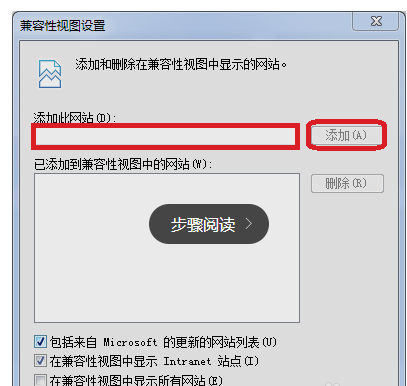 兼容性视图设置
添加和删除在兼容性视图中显示的网站。
添加此网站(D):
添加(A)
已添加到兼容性视图中的网站(W):
删除(R)
步骤阅读
包括来自 Microsoft 的更新的网站列表(U)
在兼容性视图中显示 Intranet 站点(I)
在兼容性视图中显示所有网站(E)